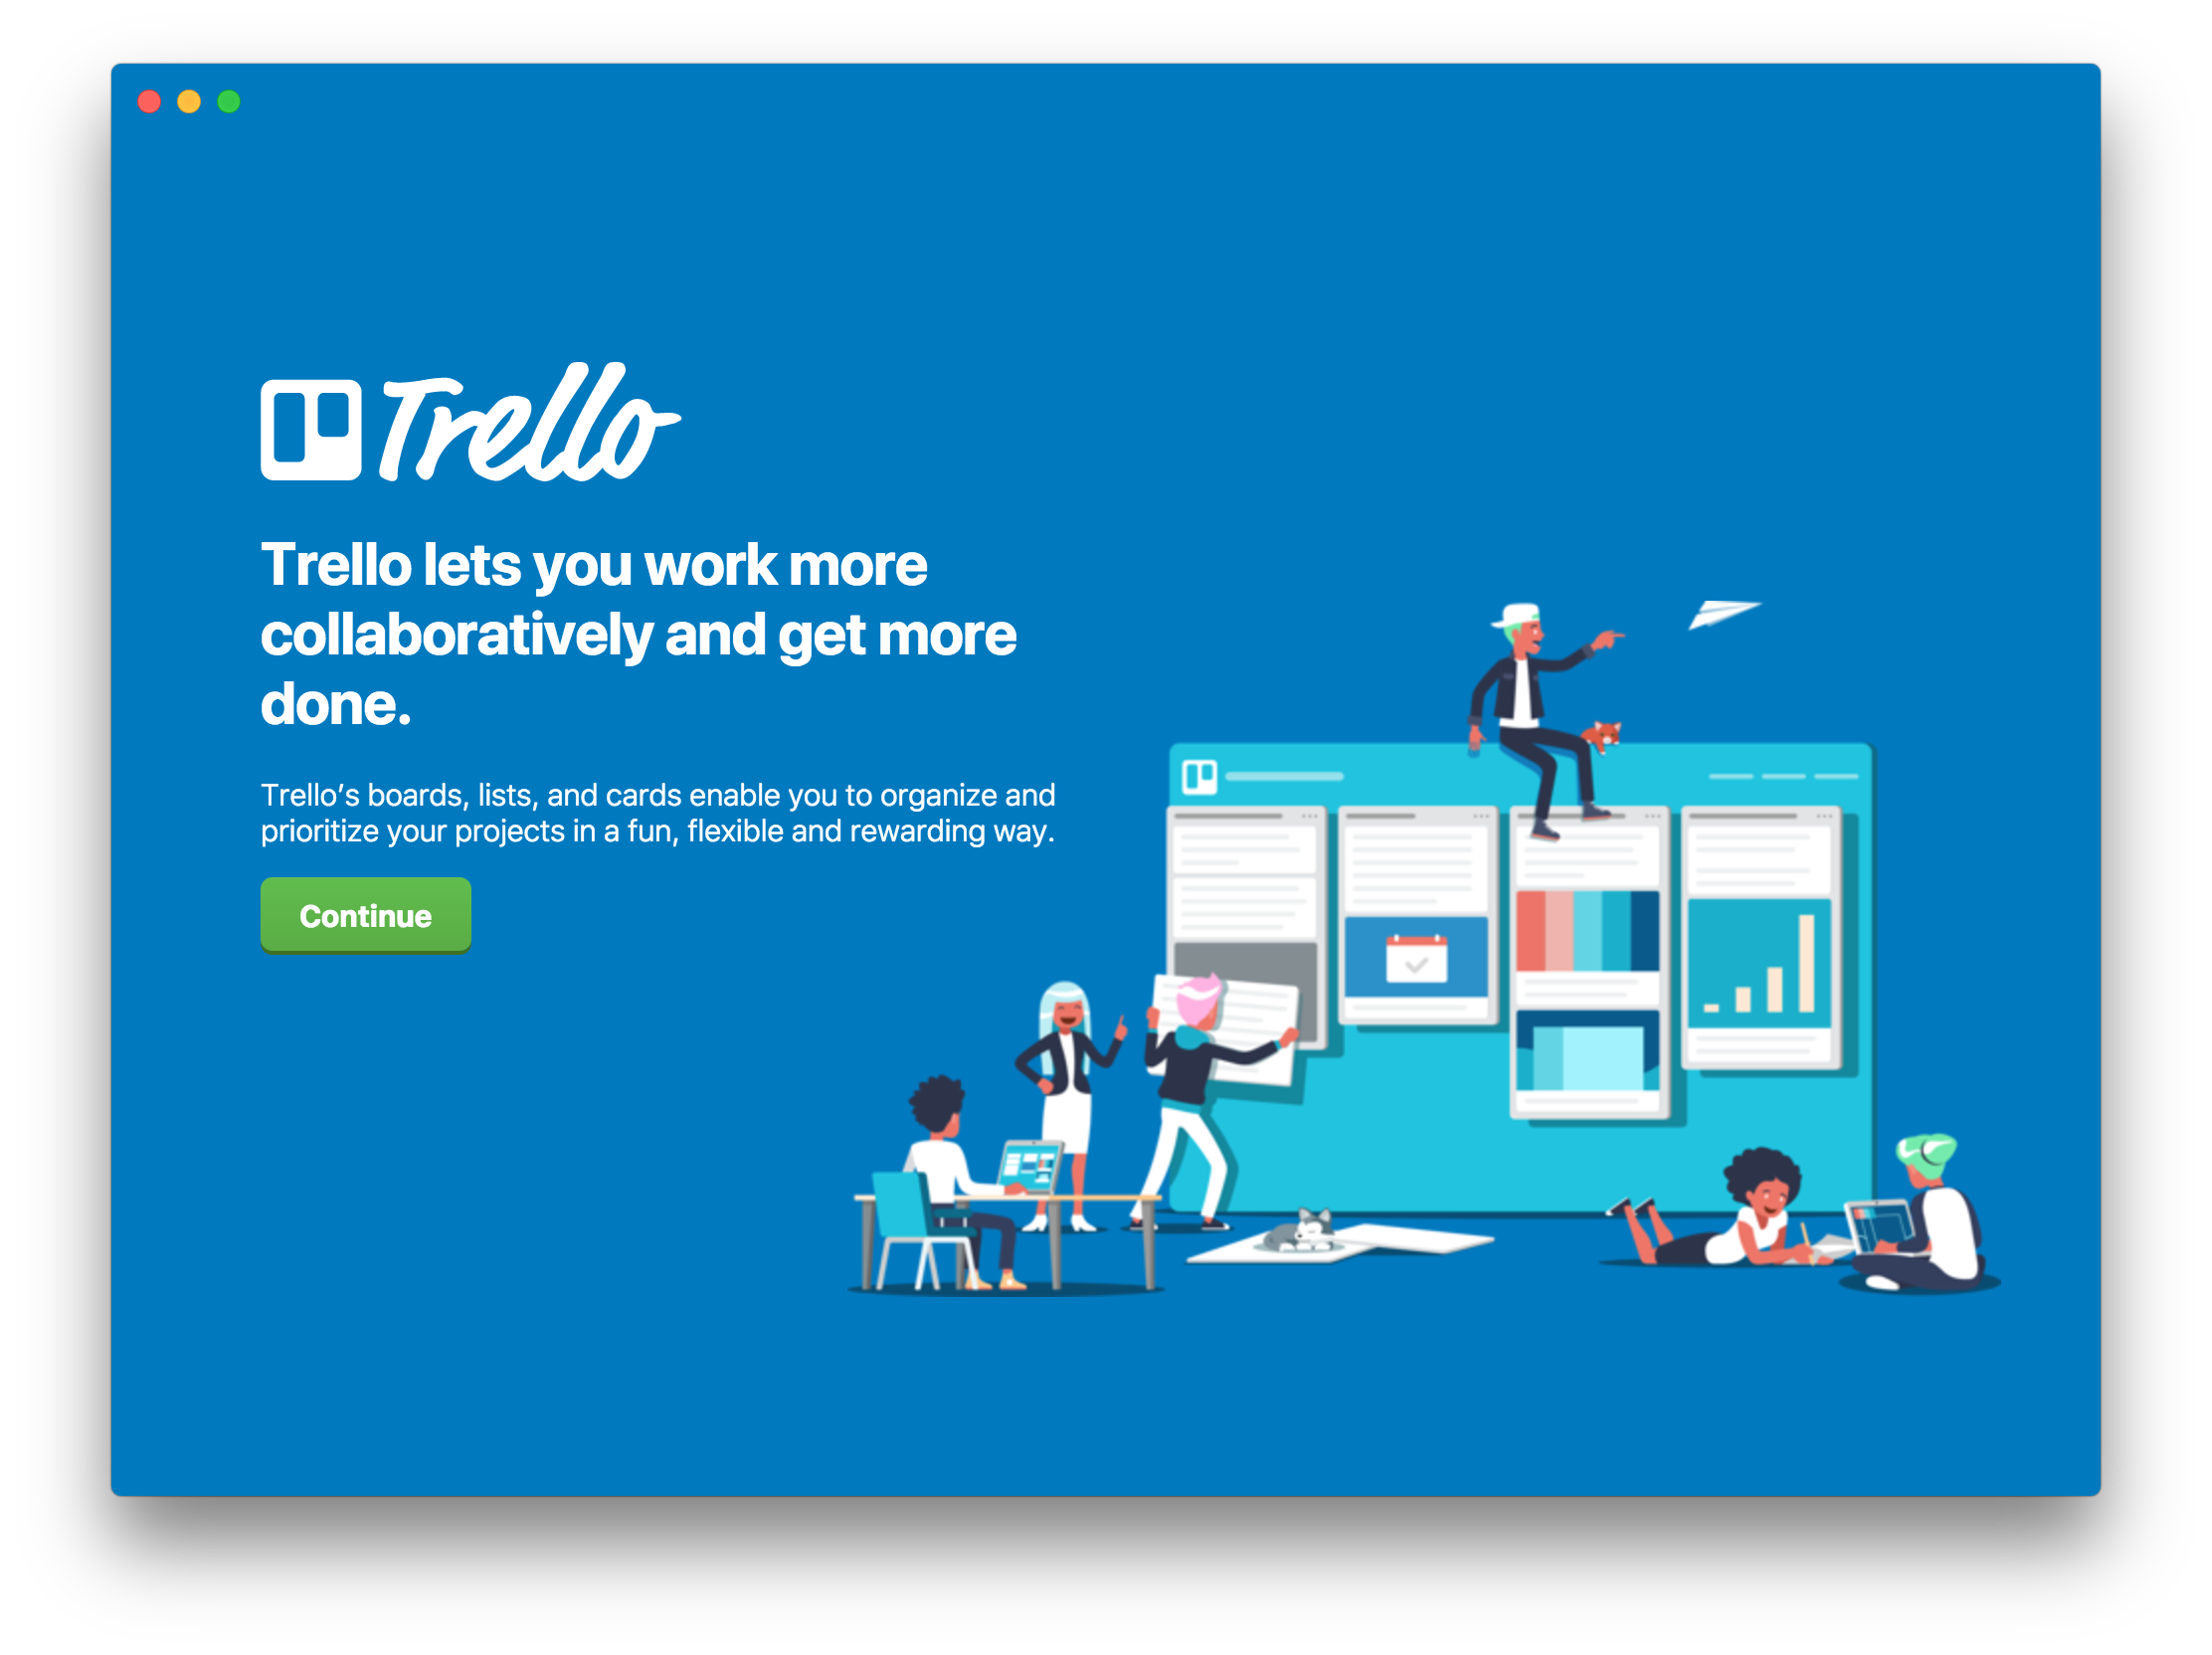 Trello
Trello lets you work more
collaboratively and get more
done.
Trello’s boards, lists, and cards enable you to organize and
prioritize your projects in a fun, flexible and rewarding way.
Continue